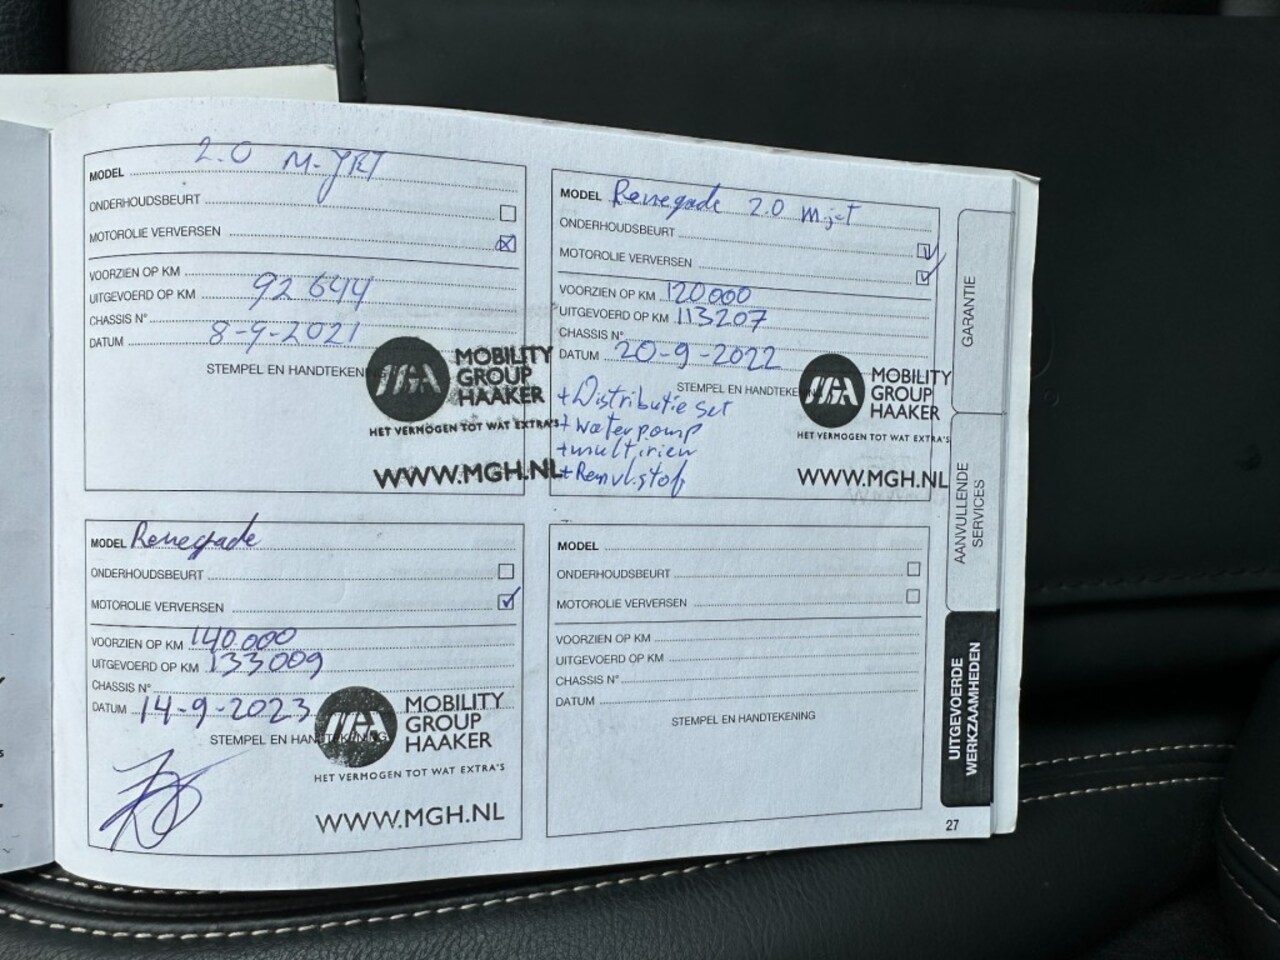 MODEL 2.0 M-JET
ONDERHOUDSBEURT
MOTOROLIE VERVERSEN
VOORZIEN OP KM
UITGEVOERD OP KM 92 644
CHASSIS N°
DATUM 8-9-2021
STEMPEL EN HANDTEKENING
MOBILITY
GROUP
HAAKER
HET VERMOGEN TOT WAT EXTRA'S
WWW.MGH.NL
MODEL Renegade 2.0 Mjet
ONDERHOUDSBEURT
MOTOROLIE VERVERSEN
VOORZIEN OP KM 120000
UITGEVOERD OP KM 113207
CHASSIS N°
DATUM 20-9-2022
STEMPEL EN HANDTEKENING
+ Distributie set
+ waterpomp
+ multiriem
+ Remvl.stof
MOBILITY
GROUP
HAAKER
HET VERMOGEN TOT WAT EXTRA'S
WWW.MGH.NL
MODEL Renegade
ONDERHOUDSBEURT
MOTOROLIE VERVERSEN
VOORZIEN OP KM 140.000
UITGEVOERD OP KM 133009
CHASSIS N°
DATUM 14-9-2023
STEMPEL EN HANDTEKENING
MOBILITY
GROUP
HAAKER
HET VERMOGEN TOT WAT EXTRA'S
WWW.MGH.NL
MODEL
ONDERHOUDSBEURT
MOTOROLIE VERVERSEN
VOORZIEN OP KM
UITGEVOERD OP KM
CHASSIS N°
DATUM
STEMPEL EN HANDTEKENING
GARANTIE
AANVULLENDE
SERVICES
UITGEVOERDE
WERKZAAMHEDEN
27